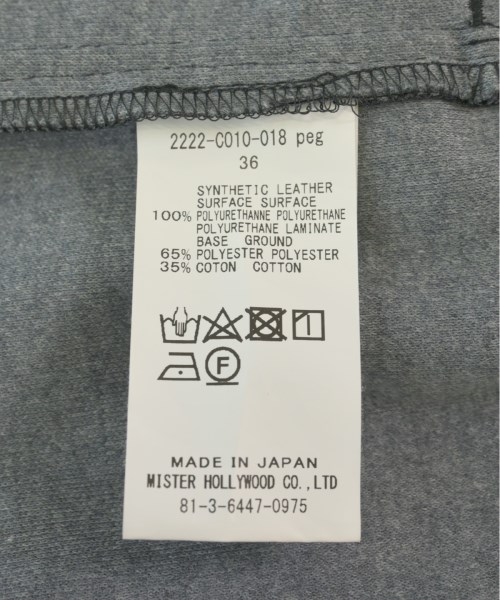 2222-C010-018 peg
36
SYNTHETIC LEATHER
SURFACE SURFACE
100% POLYURETHANNE POLYURETHANE
POLYURETHANE LAMINATE
BASE GROUND
65% POLYESTER POLYESTER
35% COTON COTTON
F
MADE IN JAPAN
MISTER HOLLYWOOD CO.,LTD
81-3-6447-0975